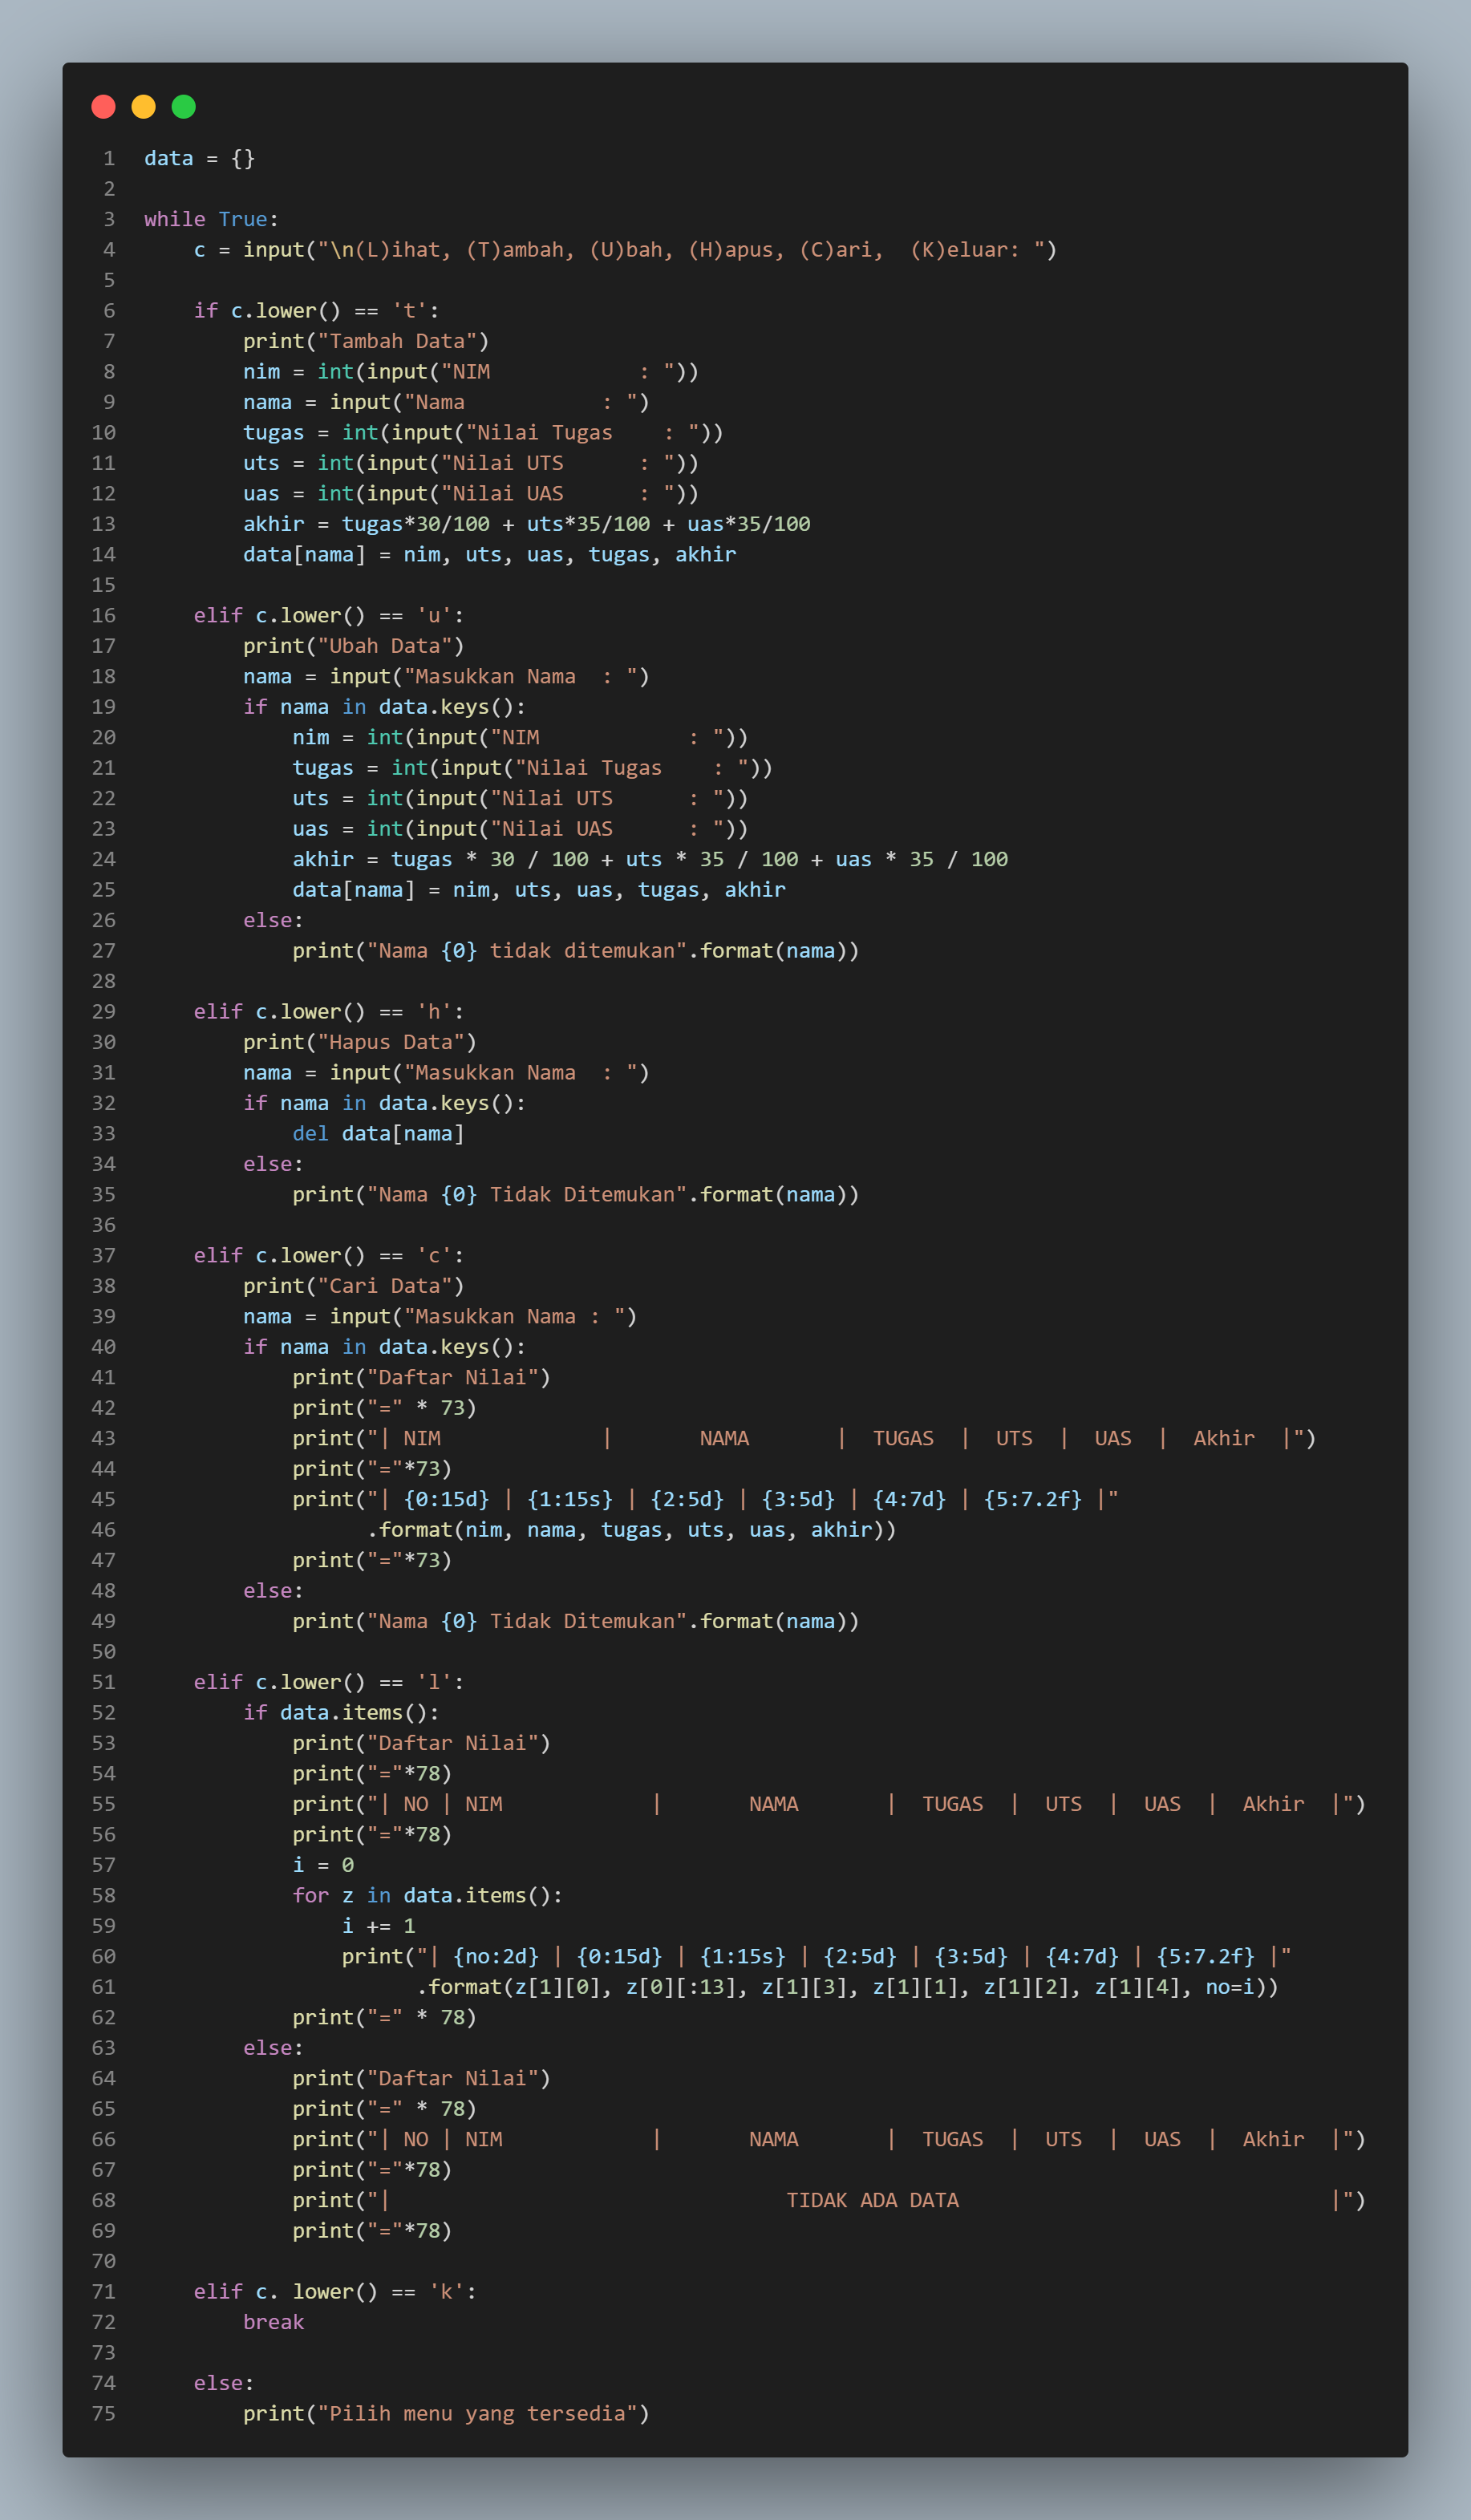 1 data = {}
2
3 while True:
4     c = input("\n(L)ihat, (T)ambah, (U)bah, (H)apus, (C)ari,  (K)eluar: ")
5
6     if c.lower() == 't':
7         print("Tambah Data")
8         nim = int(input("NIM            : "))
9         nama = input("Nama           : ")
10         tugas = int(input("Nilai Tugas    : "))
11         uts = int(input("Nilai UTS      : "))
12         uas = int(input("Nilai UAS      : "))
13         akhir = tugas*30/100 + uts*35/100 + uas*35/100
14         data[nama] = nim, uts, uas, tugas, akhir
15
16     elif c.lower() == 'u':
17         print("Ubah Data")
18         nama = input("Masukkan Nama  : ")
19         if nama in data.keys():
20             nim = int(input("NIM            : "))
21             tugas = int(input("Nilai Tugas    : "))
22             uts = int(input("Nilai UTS      : "))
23             uas = int(input("Nilai UAS      : "))
24             akhir = tugas * 30 / 100 + uts * 35 / 100 + uas * 35 / 100
25             data[nama] = nim, uts, uas, tugas, akhir
26         else:
27             print("Nama {0} tidak ditemukan".format(nama))
28
29     elif c.lower() == 'h':
30         print("Hapus Data")
31         nama = input("Masukkan Nama  : ")
32         if nama in data.keys():
33             del data[nama]
34         else:
35             print("Nama {0} Tidak Ditemukan".format(nama))
36
37     elif c.lower() == 'c':
38         print("Cari Data")
39         nama = input("Masukkan Nama : ")
40         if nama in data.keys():
41             print("Daftar Nilai")
42             print("=" * 73)
43             print("| NIM             |       NAMA       |  TUGAS  |  UTS  |  UAS  |  Akhir  |")
44             print("="*73)
45             print("| {0:15d} | {1:15s} | {2:5d} | {3:5d} | {4:7d} | {5:7.2f} |"
46                   .format(nim, nama, tugas, uts, uas, akhir))
47             print("="*73)
48         else:
49             print("Nama {0} Tidak Ditemukan".format(nama))
50
51     elif c.lower() == 'l':
52         if data.items():
53             print("Daftar Nilai")
54             print("="*78)
55             print("| NO | NIM            |       NAMA       |  TUGAS  |  UTS  |  UAS  |  Akhir  |")
56             print("="*78)
57             i = 0
58             for z in data.items():
59                 i += 1
60                 print("| {no:2d} | {0:15d} | {1:15s} | {2:5d} | {3:5d} | {4:7d} | {5:7.2f} |"
61                       .format(z[1][0], z[0][:13], z[1][3], z[1][1], z[1][2], z[1][4], no=i))
62             print("=" * 78)
63         else:
64             print("Daftar Nilai")
65             print("=" * 78)
66             print("| NO | NIM            |       NAMA       |  TUGAS  |  UTS  |  UAS  |  Akhir  |")
67             print("="*78)
68             print("|                                TIDAK ADA DATA                              |")
69             print("="*78)
70
71     elif c. lower() == 'k':
72         break
73
74     else:
75         print("Pilih menu yang tersedia")